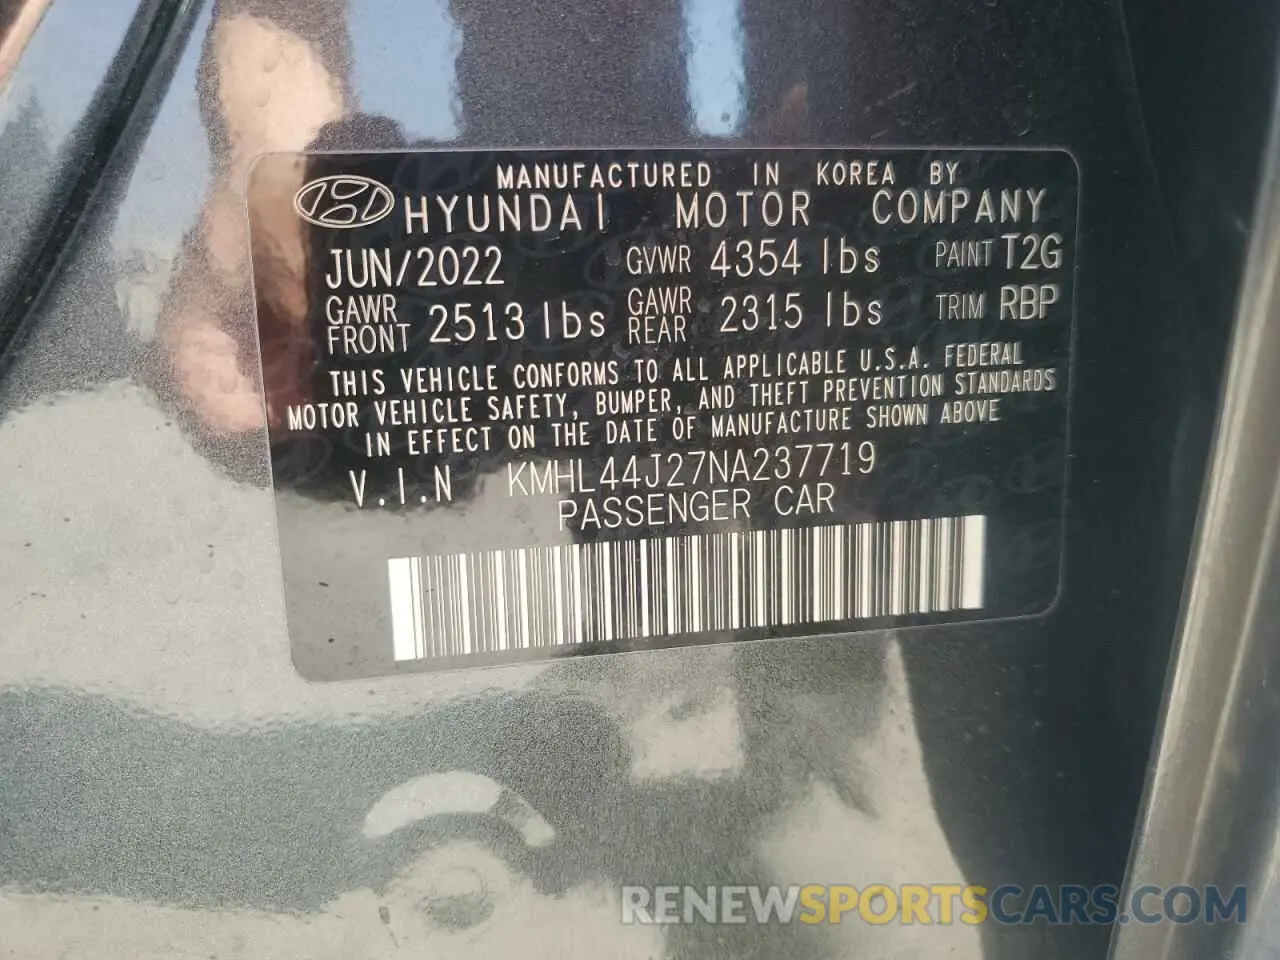 MANUFACTURED IN KOREA BY
HYUNDAI MOTOR COMPANY
JUN/2022 GVWR 4354 lbs PAINT T2G
GAWR FRONT 2513 lbs GAWR REAR 2315 lbs TRIM RBP
THIS VEHICLE CONFORMS TO ALL APPLICABLE U.S.A. FEDERAL
MOTOR VEHICLE SAFETY, BUMPER, AND THEFT PREVENTION STANDARDS
IN EFFECT ON THE DATE OF MANUFACTURE SHOWN ABOVE
V.I.N KMHL44J27NA237719
PASSENGER CAR
RENEWSPORTSCARS.COM